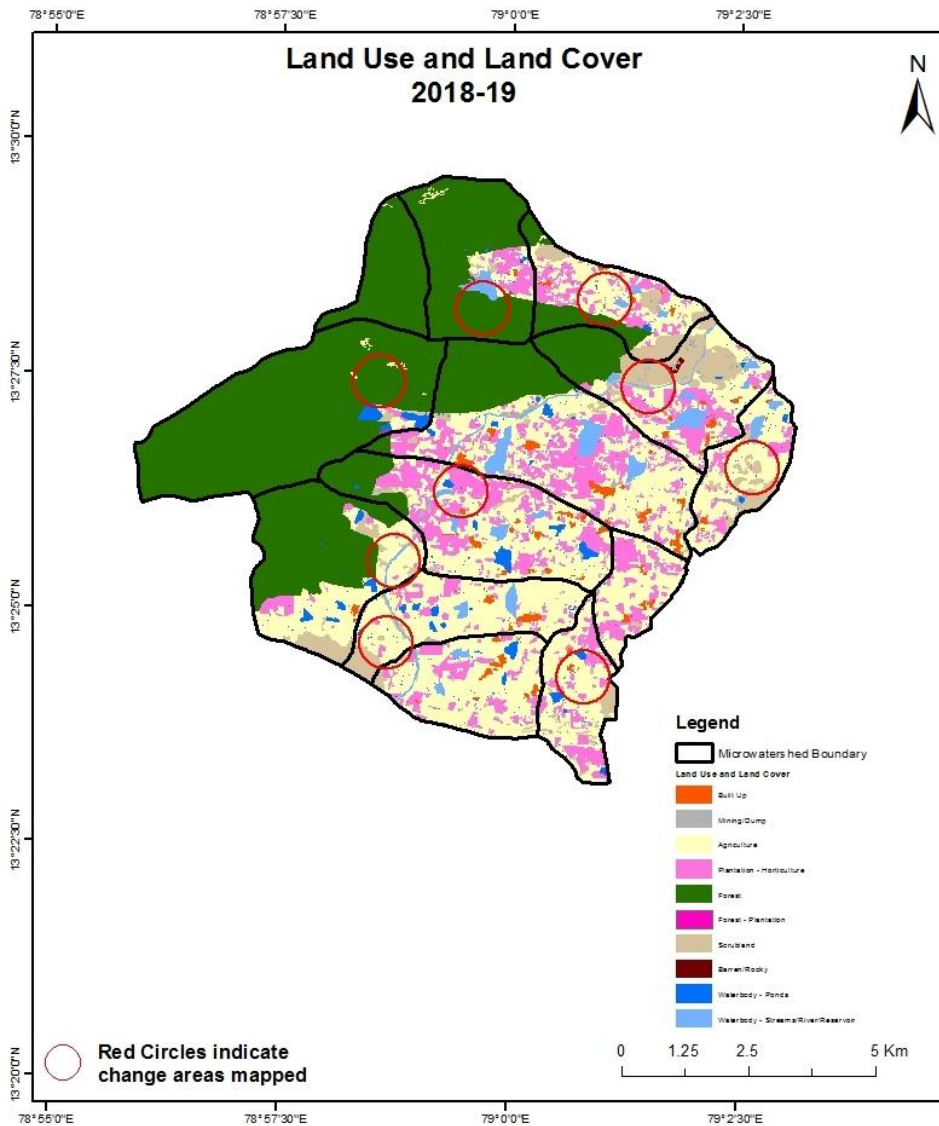 78°55'0"E 78°57'30"E 79°0'0"E 79°2'30"E
Land Use and Land Cover
2018-19
N
13°30'0"N
13°27'30"N
13°25'0"N
13°22'30"N
13°20'0"N
Legend
Microwatershed Boundary
Land Use and Land Cover
Built Up
Mining/Dump
Agriculture
Plantation - Horticulture
Forest
Forest - Plantation
Scrubland
Barren/Rocky
Waterbody - Ponds
Waterbody - Streams/River/Reservoir
Red Circles indicate
change areas mapped
0 1.25 2.5 5 Km
78°55'0"E 78°57'30"E 79°0'0"E 79°2'30"E